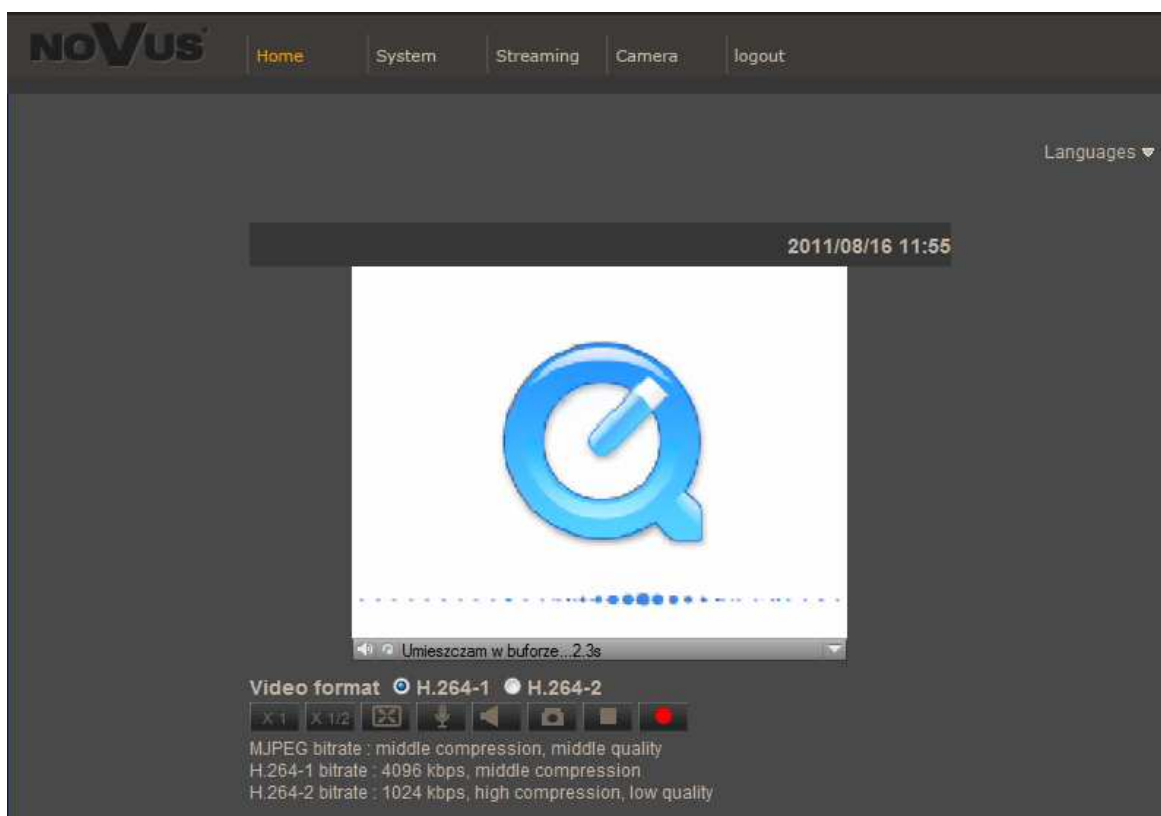 NOVUS
Home System Streaming Camera logout
Languages
2011/08/16 11:55
Umieszczam w buforze...2.3s
Video format H.264-1 H.264-2
X 1 X 1/2
MJPEG bitrate : middle compression, middle quality
H.264-1 bitrate : 4096 kbps, middle compression
H.264-2 bitrate : 1024 kbps, high compression, low quality